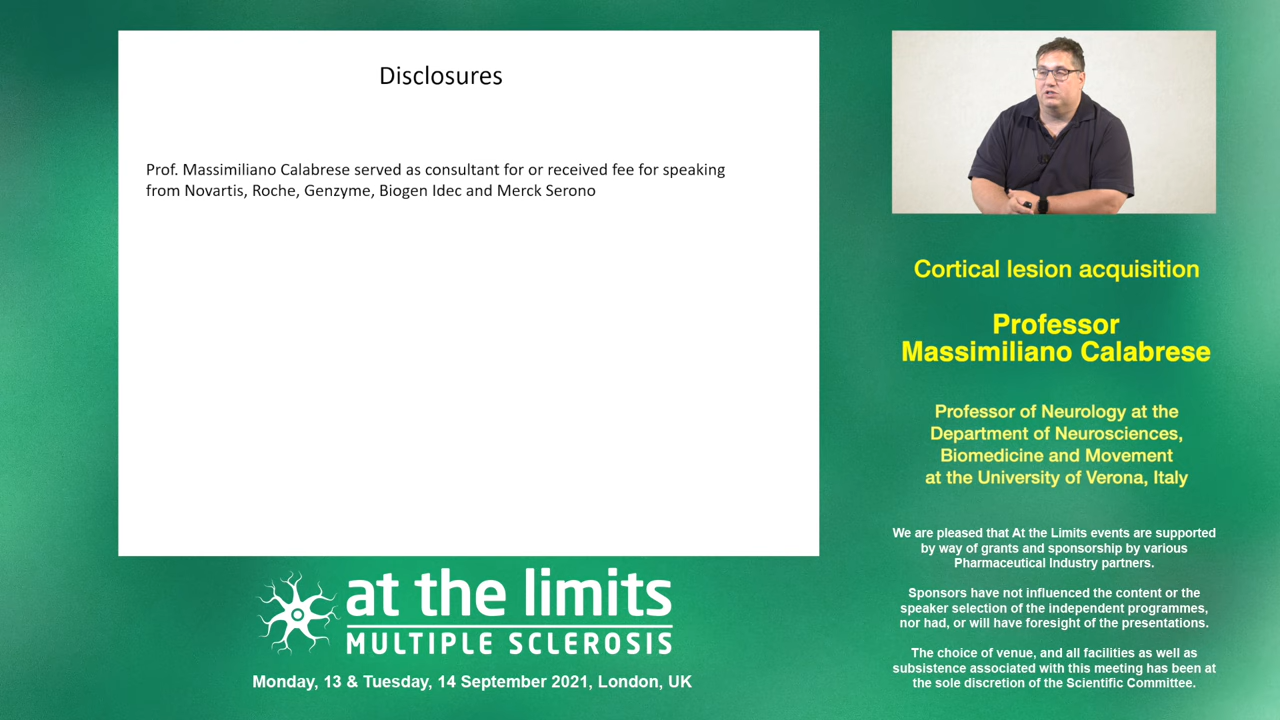 Disclosures
Prof. Massimiliano Calabrese served as consultant for or received fee for speaking
from Novartis, Roche, Genzyme, Biogen Idec and Merck Serono
at the limits
MULTIPLE SCLEROSIS
Monday, 13 & Tuesday, 14 September 2021, London, UK
Cortical lesion acquisition
Professor
Massimiliano Calabrese
Professor of Neurology at the
Department of Neurosciences,
Biomedicine and Movement
at the University of Verona, Italy
We are pleased that At the Limits events are supported
by way of grants and sponsorship by various
Pharmaceutical Industry partners.
Sponsors have not influenced the content or the
speaker selection of the independent programmes,
nor had, or will have foresight of the presentations.
The choice of venue, and all facilities as well as
subsistence associated with this meeting has been at
the sole discretion of the Scientific Committee.